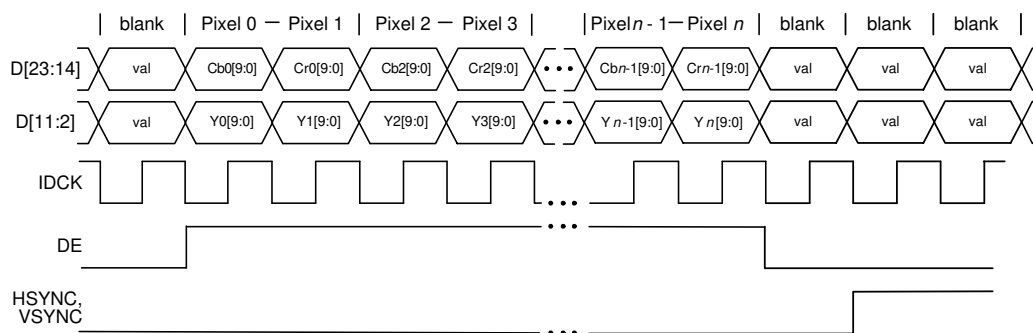 blank Pixel 0 Pixel 1 Pixel 2 Pixel 3 Pixel n - 1 Pixel n blank blank blank
D[23:14] val Cb0[9:0] Cr0[9:0] Cb2[9:0] Cr2[9:0] Cbn-1[9:0] Crn-1[9:0] val val val
D[11:2] val Y0[9:0] Y1[9:0] Y2[9:0] Y3[9:0] Yn-1[9:0] Yn[9:0] val val val
IDCK
DE
HSYNC,
VSYNC